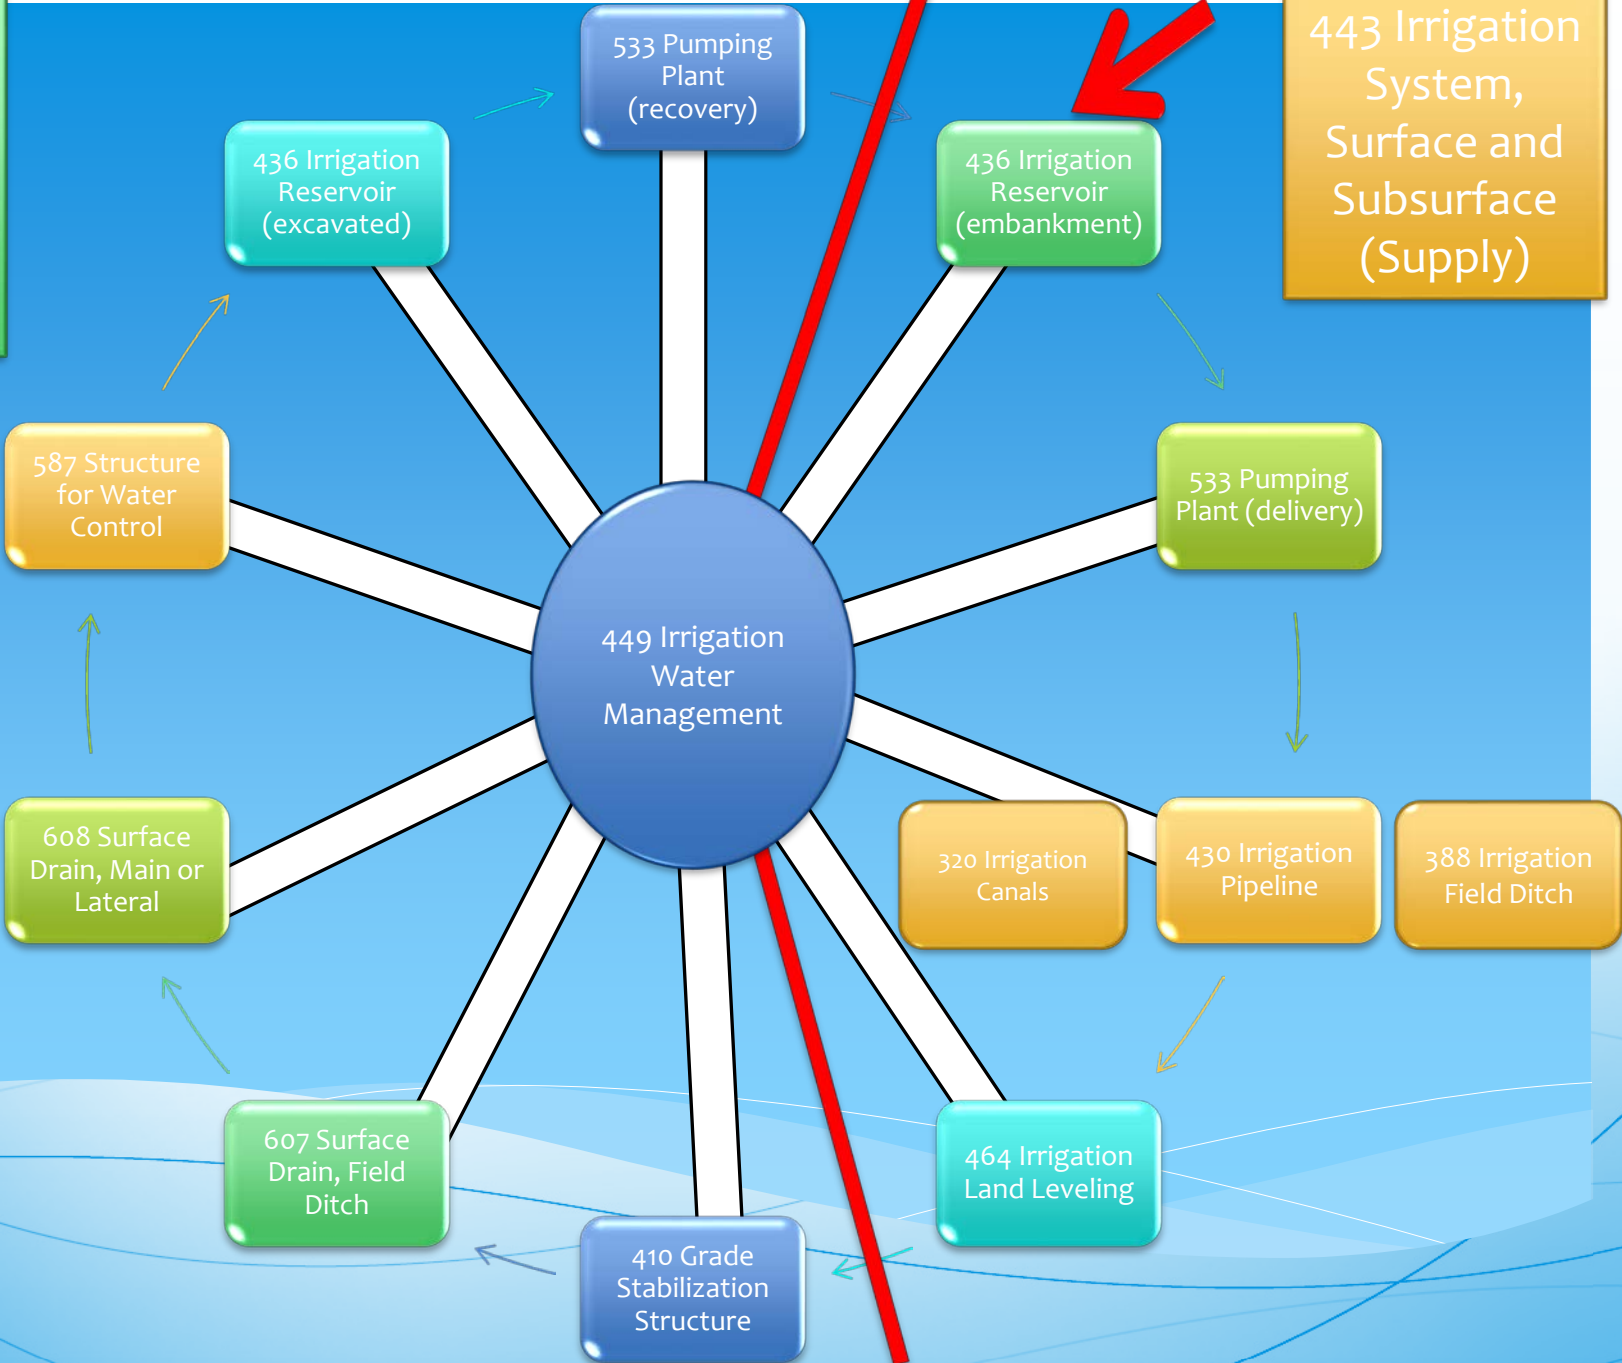 533 Pumping
Plant
(recovery)
443 Irrigation
System,
Surface and
Subsurface
(Supply)
436 Irrigation
Reservoir
(excavated)
436 Irrigation
Reservoir
(embankment)
587 Structure
for Water
Control
533 Pumping
Plant (delivery)
449 Irrigation
Water
Management
608 Surface
Drain, Main or
Lateral
320 Irrigation
Canals
430 Irrigation
Pipeline
388 Irrigation
Field Ditch
607 Surface
Drain, Field
Ditch
464 Irrigation
Land Leveling
410 Grade
Stabilization
Structure